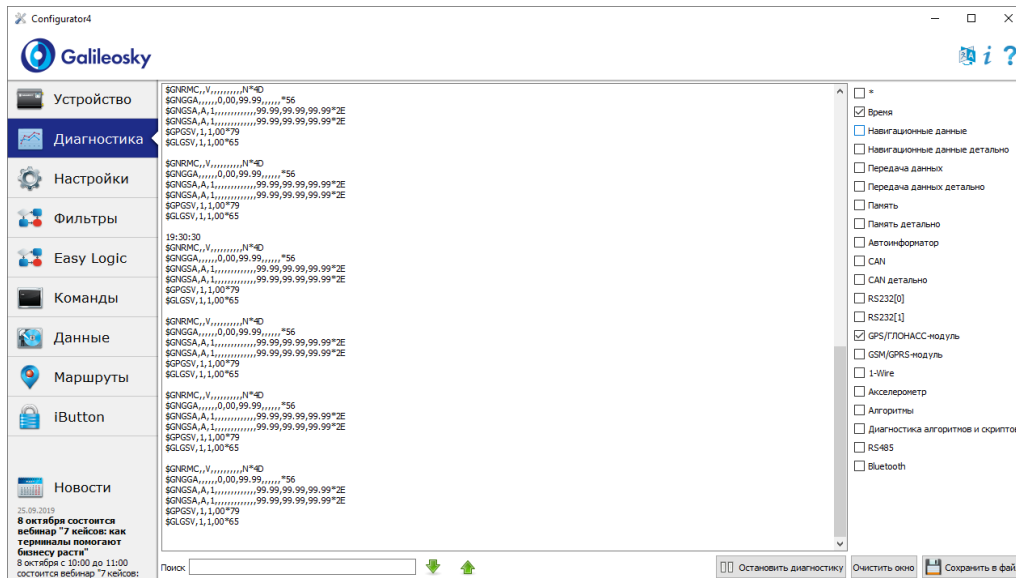 Configurator4
Galileosky
Устройство
Диагностика
Настройки
Фильтры
Easy Logic
Команды
Данные
Маршруты
iButton
Новости
25.09.2019
8 октября состоится
вебинар "7 кейсов: как
терминалы помогают
бизнесу расти"
8 октября с 10:00 до 11:00
состоится вебинар "7 кейсов:
$GNRMC,,V,,,,,,,,,,N*4D
$GNGGA,,,,,,0,00,99.99,,,,,,*56
$GNGSA,A,1,,,,,,,,,,,,,99.99,99.99,99.99*2E
$GNGSA,A,1,,,,,,,,,,,,,99.99,99.99,99.99*2E
$GPGSV,1,1,00*79
$GLGSV,1,1,00*65
$GNRMC,,V,,,,,,,,,,N*4D
$GNGGA,,,,,,0,00,99.99,,,,,,*56
$GNGSA,A,1,,,,,,,,,,,,,99.99,99.99,99.99*2E
$GNGSA,A,1,,,,,,,,,,,,,99.99,99.99,99.99*2E
$GPGSV,1,1,00*79
$GLGSV,1,1,00*65
19:30:30
$GNRMC,,V,,,,,,,,,,N*4D
$GNGGA,,,,,,0,00,99.99,,,,,,*56
$GNGSA,A,1,,,,,,,,,,,,,99.99,99.99,99.99*2E
$GNGSA,A,1,,,,,,,,,,,,,99.99,99.99,99.99*2E
$GPGSV,1,1,00*79
$GLGSV,1,1,00*65
$GNRMC,,V,,,,,,,,,,N*4D
$GNGGA,,,,,,0,00,99.99,,,,,,*56
$GNGSA,A,1,,,,,,,,,,,,,99.99,99.99,99.99*2E
$GNGSA,A,1,,,,,,,,,,,,,99.99,99.99,99.99*2E
$GPGSV,1,1,00*79
$GLGSV,1,1,00*65
$GNRMC,,V,,,,,,,,,,N*4D
$GNGGA,,,,,,0,00,99.99,,,,,,*56
$GNGSA,A,1,,,,,,,,,,,,,99.99,99.99,99.99*2E
$GNGSA,A,1,,,,,,,,,,,,,99.99,99.99,99.99*2E
$GPGSV,1,1,00*79
$GLGSV,1,1,00*65
$GNRMC,,V,,,,,,,,,,N*4D
$GNGGA,,,,,,0,00,99.99,,,,,,*56
$GNGSA,A,1,,,,,,,,,,,,,99.99,99.99,99.99*2E
$GNGSA,A,1,,,,,,,,,,,,,99.99,99.99,99.99*2E
$GPGSV,1,1,00*79
$GLGSV,1,1,00*65
*
Время
Навигационные данные
Навигационные данные детально
Передача данных
Передача данных детально
Память
Память детально
Автоинформатор
CAN
CAN детально
RS232[0]
RS232[1]
GPS/ГЛОНАСС-модуль
GSM/GPRS-модуль
1-Wire
Акселерометр
Алгоритмы
Диагностика алгоритмов и скриптов
RS485
Bluetooth
Поиск
Остановить диагностику
Очистить окно
Сохранить в фай